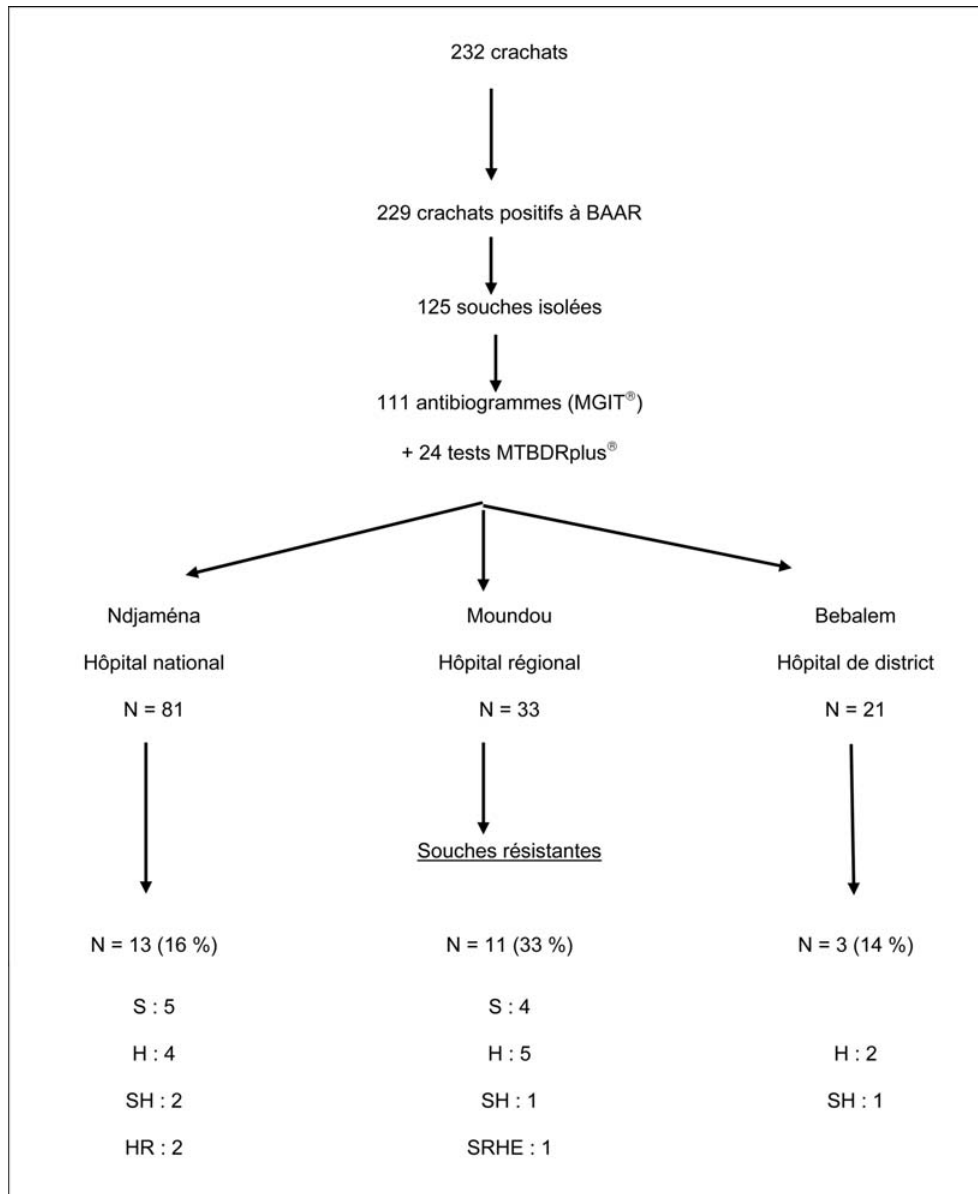 232 crachats
229 crachats positifs à BAAR
125 souches isolées
111 antibiogrammes (MGIT®)
+ 24 tests MTBDRplus®
Ndjaména
Hôpital national
N = 81
Moundou
Hôpital régional
N = 33
Bebalem
Hôpital de district
N = 21
Souches résistantes
N = 13 (16 %)
S : 5
H : 4
SH : 2
HR : 2
N = 11 (33 %)
S : 4
H : 5
SH : 1
SRHE : 1
N = 3 (14 %)
H : 2
SH : 1